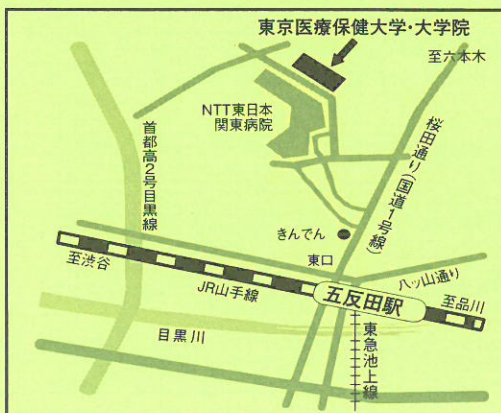 東京医療保健大学・大学院
至六本木
NTT東日本
関東病院
首都高2号目黒線
桜田通り(国道1号線)
きんでん
東口
八ッ山通り
至渋谷
JR山手線
五反田駅
至品川
目黒川
東急池上線